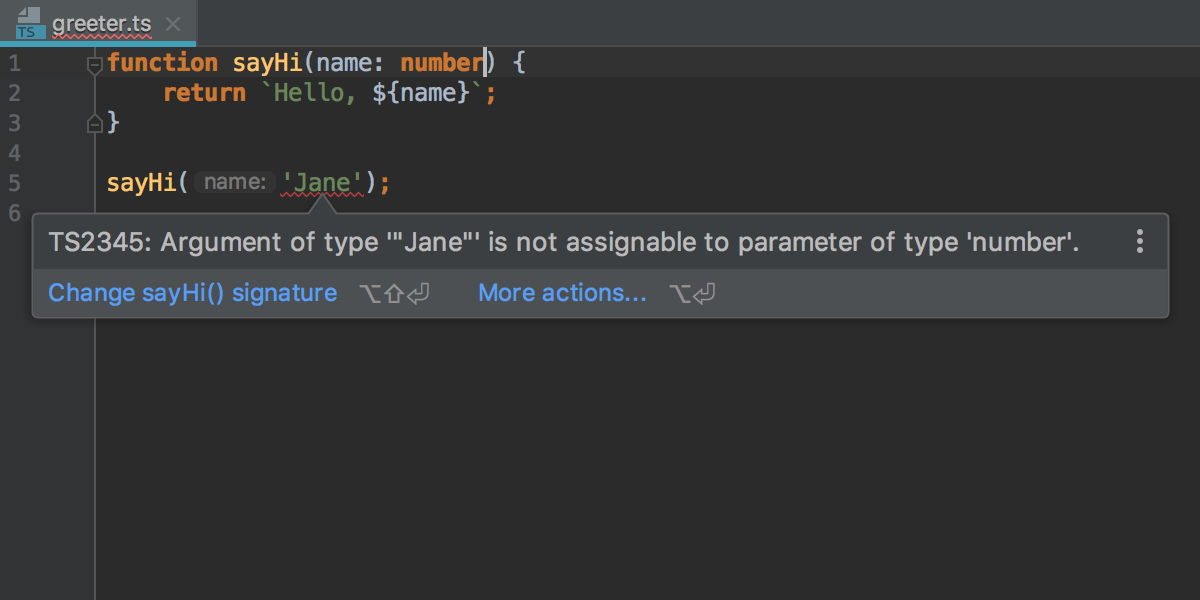 TS greeter.ts ×
1 function sayHi(name: number) {
2     return `Hello, ${name}`;
3 }
4
5 sayHi( name: 'Jane');
6
TS2345: Argument of type '"Jane"' is not assignable to parameter of type 'number'.
Change sayHi() signature ⌥⇧⏎ More actions... ⌥⏎